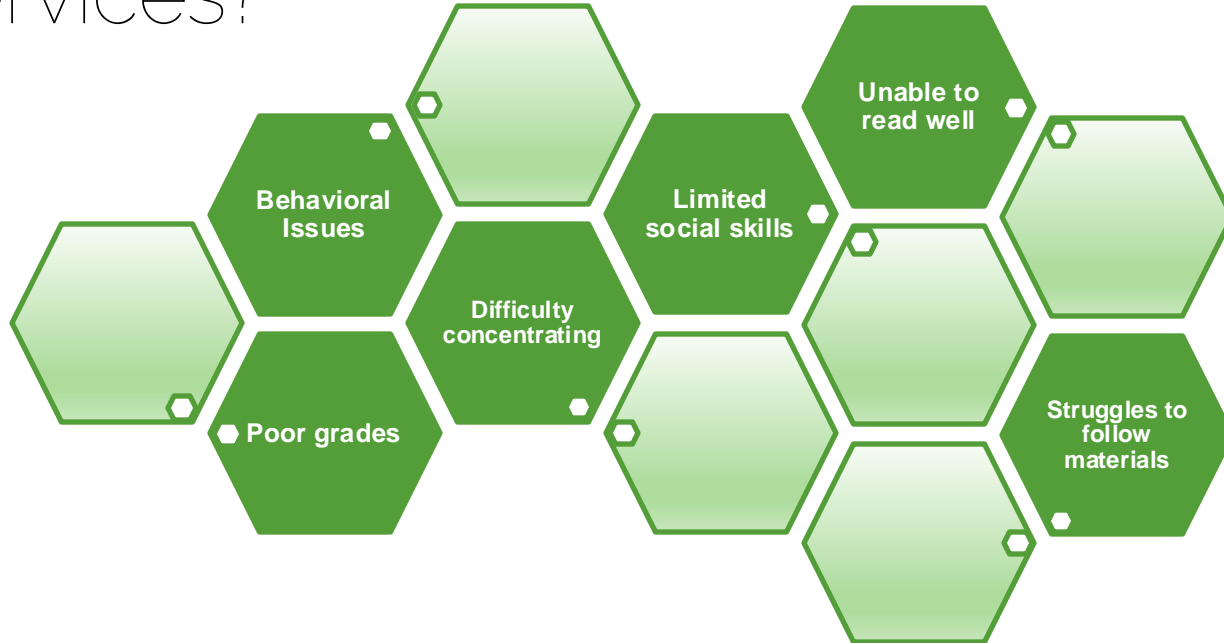 Unable to
read well
Behavioral
Issues
Limited
social skills
Difficulty
concentrating
Poor grades
Struggles to
follow
materials